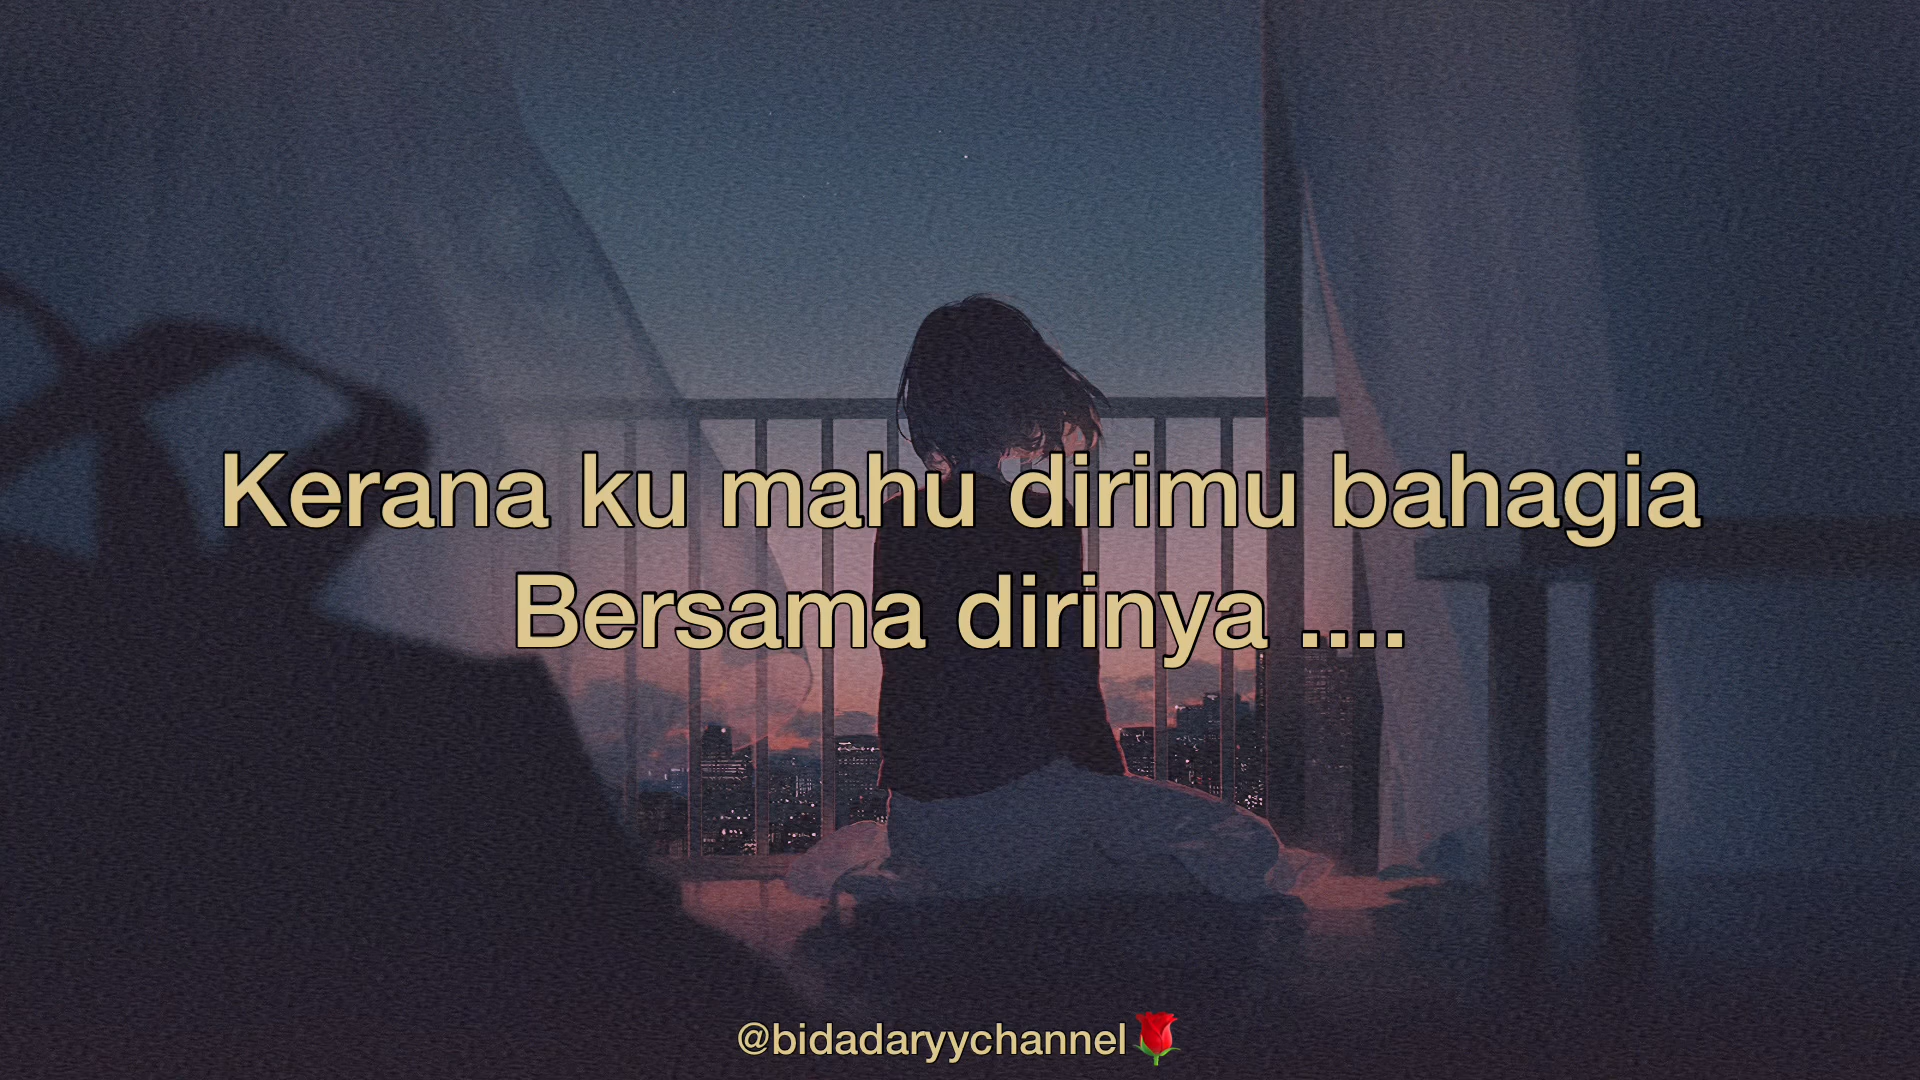 Kerana ku mahu dirimu bahagia
Bersama dirinya ....
@bidadaryychannel🌹